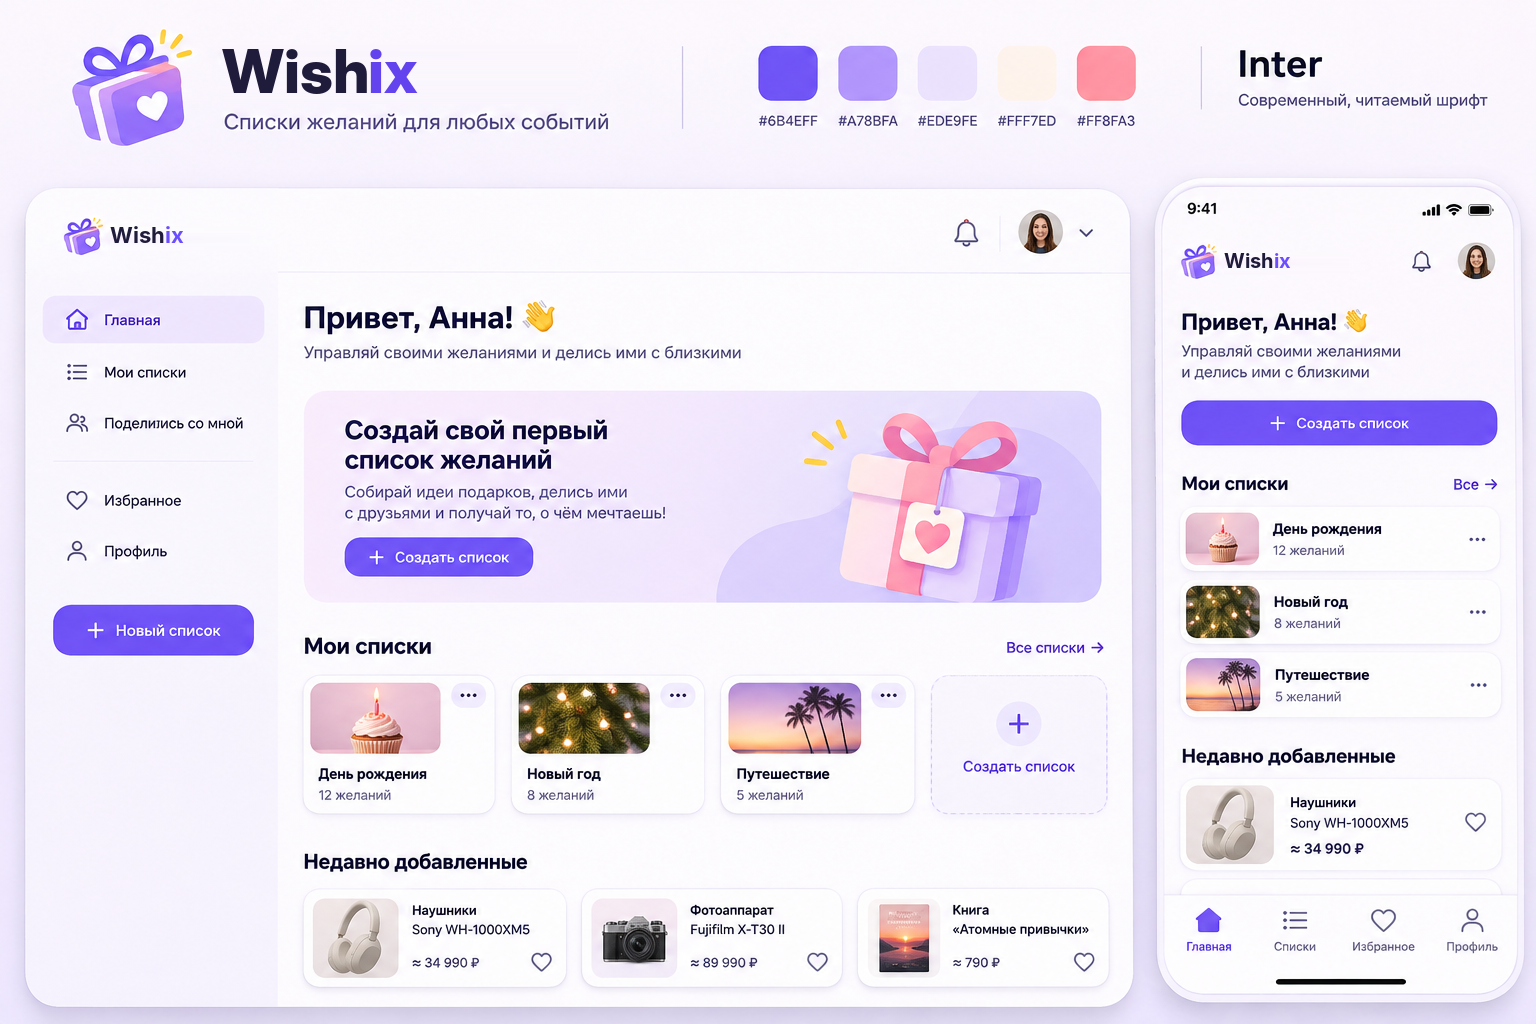 Wishix
Списки желаний для любых событий
#6B4EFF
#A78BFA
#EDE9FE
#FFF7ED
#FF8FA3
Inter
Современный, читаемый шрифт
Wishix
Главная
Мои списки
Поделились со мной
Избранное
Профиль
+ Новый список
Привет, Анна! 👋
Управляй своими желаниями и делись ими с близкими
Создай свой первый
список желаний
Собирай идеи подарков, делись ими
с друзьями и получай то, о чём мечтаешь!
+ Создать список
Мои списки
Все списки →
День рождения
12 желаний
Новый год
8 желаний
Путешествие
5 желаний
+
Создать список
Недавно добавленные
Наушники
Sony WH-1000XM5
≈ 34 990 ₽
Фотоаппарат
Fujifilm X-T30 II
≈ 89 990 ₽
Книга
«Атомные привычки»
≈ 790 ₽
9:41
Wishix
Привет, Анна! 👋
Управляй своими желаниями
и делись ими с близкими
+ Создать список
Мои списки
Все →
День рождения
12 желаний
Новый год
8 желаний
Путешествие
5 желаний
Недавно добавленные
Наушники
Sony WH-1000XM5
≈ 34 990 ₽
Главная
Списки
Избранное
Профиль